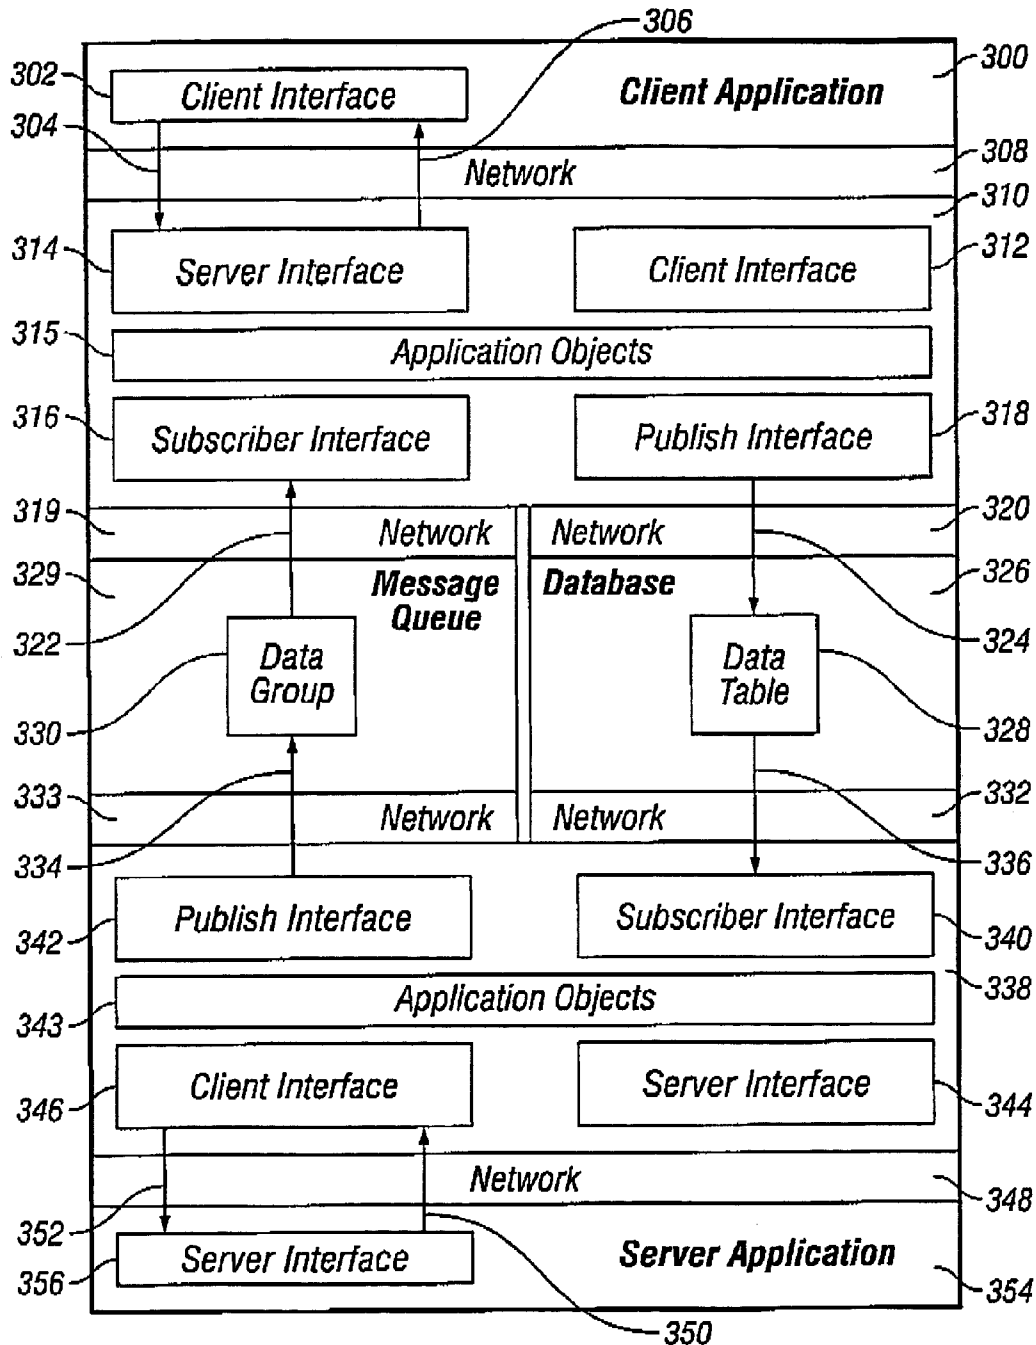 306
302
Client Interface
Client Application
300
304
Network
308
310
314
Server Interface
Client Interface
312
315
Application Objects
316
Subscriber Interface
Publish Interface
318
319
Network
Network
320
329
Message
Queue
Database
326
322
Data
Group
Data
Table
324
330
328
333
Network
Network
332
334
336
342
Publish Interface
Subscriber Interface
340
338
343
Application Objects
346
Client Interface
Server Interface
344
Network
348
352
356
Server Interface
Server Application
354
350